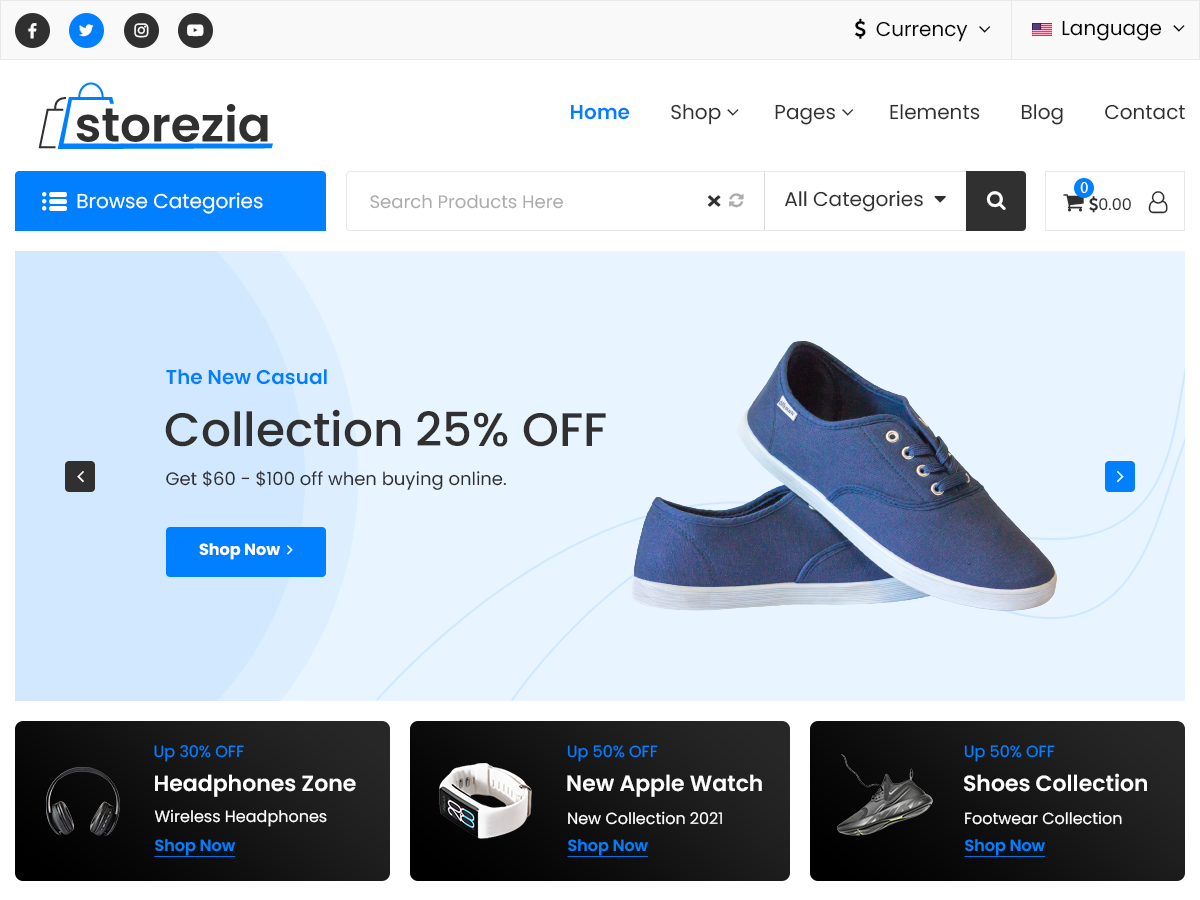 $ Currency
Language
storezia
Home Shop Pages Elements Blog Contact
Browse Categories
Search Products Here
All Categories
0
$0.00
The New Casual
Collection 25% OFF
Get $60 - $100 off when buying online.
Shop Now
Up 30% OFF
Headphones Zone
Wireless Headphones
Shop Now
Up 50% OFF
New Apple Watch
New Collection 2021
Shop Now
Up 50% OFF
Shoes Collection
Footwear Collection
Shop Now